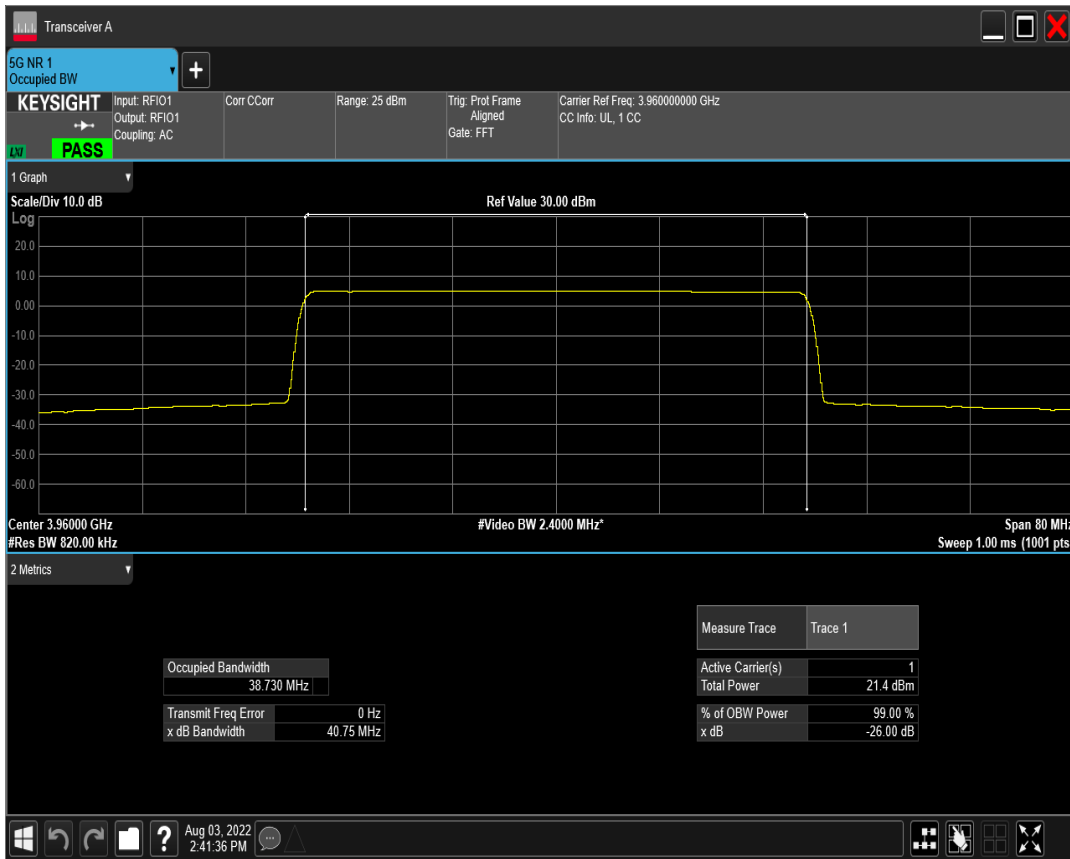 Transceiver A
5G NR 1
Occupied BW
KEYSIGHT
LXI
PASS
Input: RFIO1
Output: RFIO1
Coupling: AC
Corr CCorr
Range: 25 dBm
Trig: Prot Frame
Aligned
Gate: FFT
Carrier Ref Freq: 3.960000000 GHz
CC Info: UL, 1 CC
1 Graph
Scale/Div 10.0 dB
Ref Value 30.00 dBm
Log
20.0
10.0
0.00
-10.0
-20.0
-30.0
-40.0
-50.0
-60.0
Center 3.96000 GHz
#Video BW 2.4000 MHz*
Span 80 MHz
#Res BW 820.00 kHz
Sweep 1.00 ms (1001 pts
2 Metrics
Measure Trace Trace 1
Occupied Bandwidth
38.730 MHz
Active Carrier(s) 1
Total Power 21.4 dBm
Transmit Freq Error 0 Hz
x dB Bandwidth 40.75 MHz
% of OBW Power 99.00 %
x dB -26.00 dB
?
Aug 03, 2022
2:41:36 PM